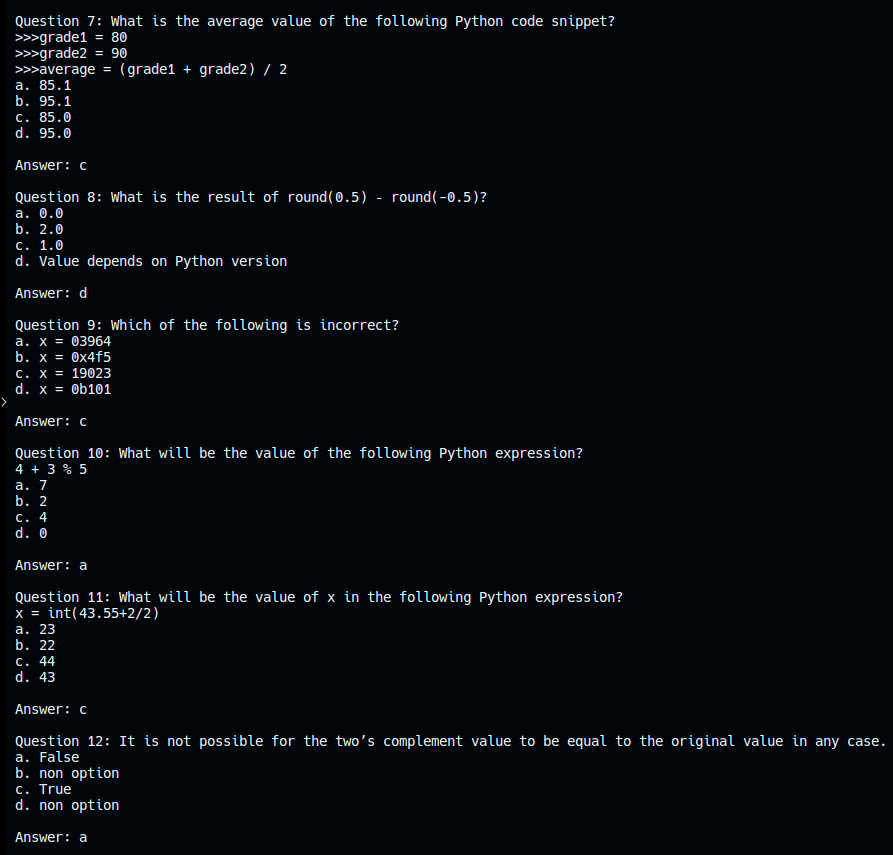 Question 7: What is the average value of the following Python code snippet?
>>>grade1 = 80
>>>grade2 = 90
>>>average = (grade1 + grade2) / 2
a. 85.1
b. 95.1
c. 85.0
d. 95.0
Answer: c
Question 8: What is the result of round(0.5) - round(-0.5)?
a. 0.0
b. 2.0
c. 1.0
d. Value depends on Python version
Answer: d
Question 9: Which of the following is incorrect?
a. x = 03964
b. x = 0x4f5
c. x = 19023
d. x = 0b101
Answer: c
Question 10: What will be the value of the following Python expression?
4 + 3 % 5
a. 7
b. 2
c. 4
d. 0
Answer: a
Question 11: What will be the value of x in the following Python expression?
x = int(43.55+2/2)
a. 23
b. 22
c. 44
d. 43
Answer: c
Question 12: It is not possible for the two’s complement value to be equal to the original value in any case.
a. False
b. non option
c. True
d. non option
Answer: a